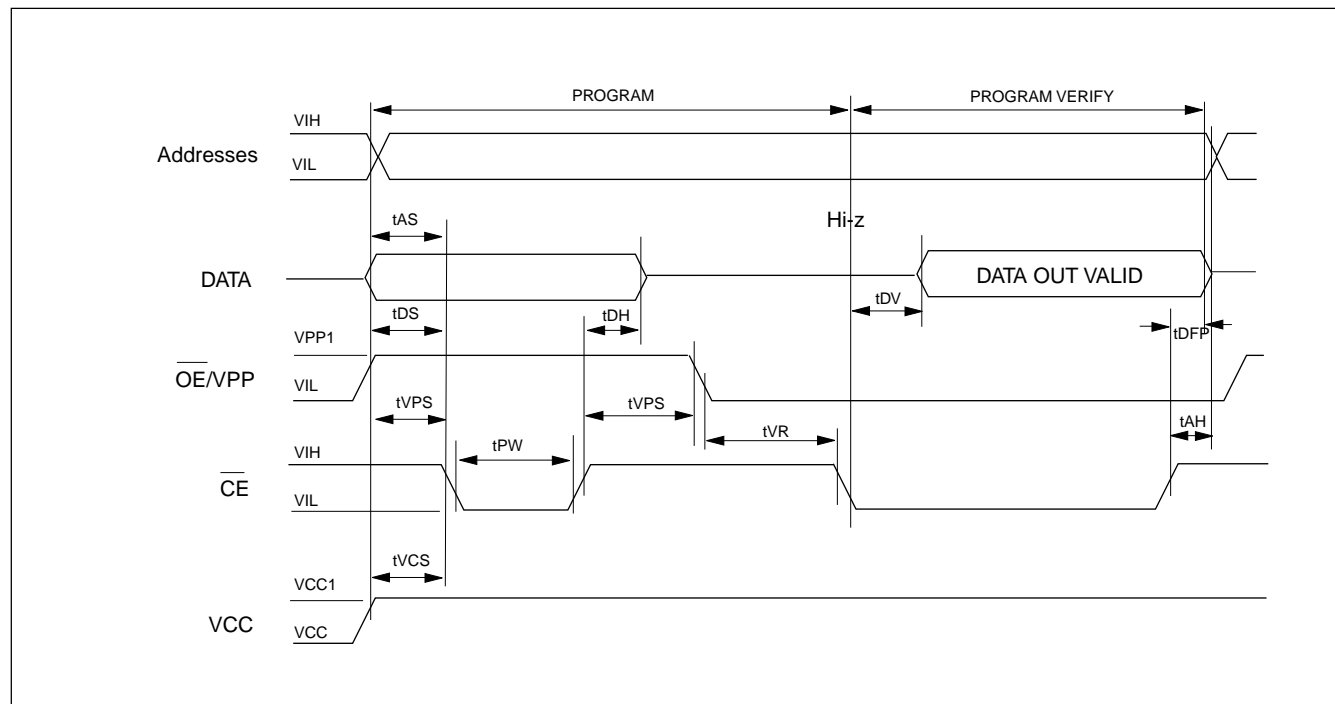 PROGRAM
PROGRAM VERIFY
VIH
Addresses
VIL
tAS
Hi-z
DATA
DATA OUT VALID
tDS
tDH
tDV
tDFP
VPP1
OE/VPP
VIL
tVPS
tVPS
tAH
tVR
tPW
VIH
CE
VIL
tVCS
VCC1
VCC
VCC